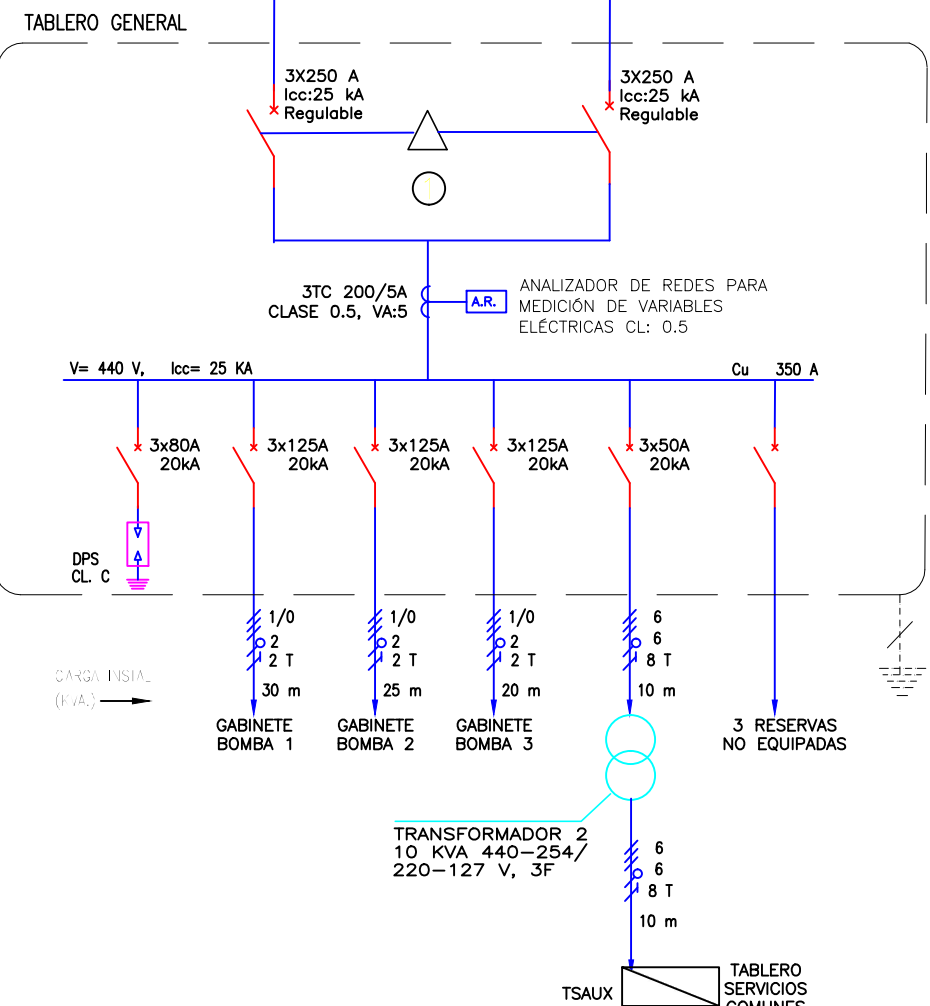 TABLERO GENERAL
3X250 A
Icc:25 kA
Regulable
3X250 A
Icc:25 kA
Regulable
3TC 200/5A
CLASE 0.5, VA:5
A.R.
ANALIZADOR DE REDES PARA
MEDICIÓN DE VARIABLES
ELÉCTRICAS CL: 0.5
V= 440 V, Icc= 25 KA
Cu 350 A
3x80A
20kA
3x125A
20kA
3x125A
20kA
3x125A
20kA
3x50A
20kA
DPS
CL. C
1/0
2
2 T
30 m
1/0
2
2 T
25 m
1/0
2
2 T
20 m
6
6
8 T
10 m
CARGA INSTAL
(KVA.)
GABINETE
BOMBA 1
GABINETE
BOMBA 2
GABINETE
BOMBA 3
3 RESERVAS
NO EQUIPADAS
TRANSFORMADOR 2
10 KVA 440-254/
220-127 V, 3F
6
6
8 T
10 m
TSAUX
TABLERO
SERVICIOS
COMUNES